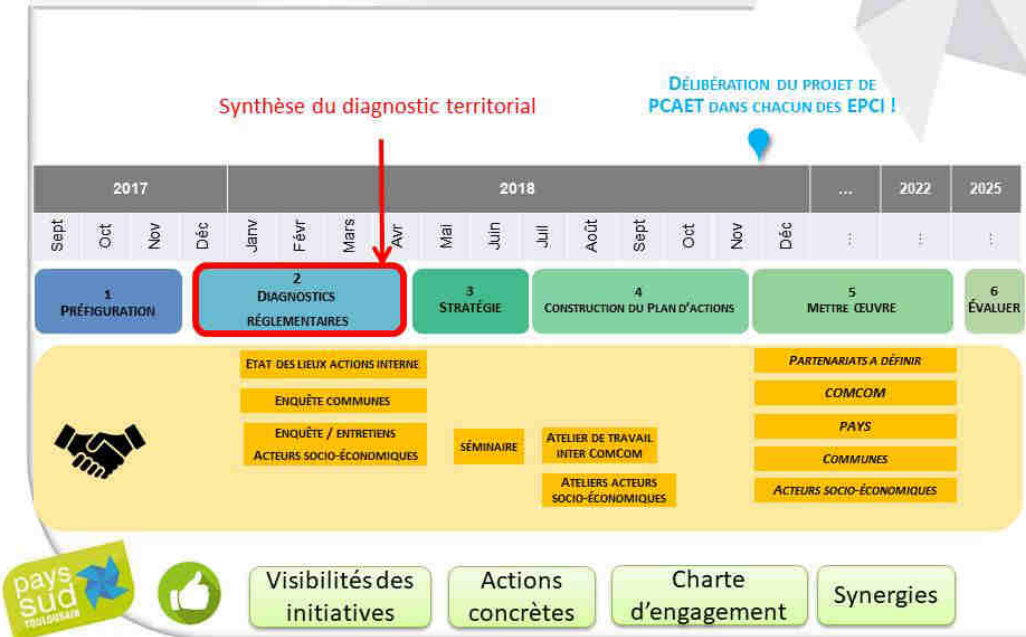 Synthèse du diagnostic territorial
DÉLIBÉRATION DU PROJET DE
PCAET DANS CHACUN DES EPCI !
2017 2018 ... 2022 2025
Sept Oct Nov Déc Janv Févr Mars Avr Mai Juin Juil Août Sept Oct Nov Déc ... ... ...
1
PRÉFIGURATION
2
DIAGNOSTICS
RÉGLEMENTAIRES
3
STRATÉGIE
4
CONSTRUCTION DU PLAN D'ACTIONS
5
METTRE ŒUVRE
6
ÉVALUER
ETAT DES LIEUX ACTIONS INTERNE
ENQUÊTE COMMUNES
ENQUÊTE / ENTRETIENS
ACTEURS SOCIO-ÉCONOMIQUES
SÉMINAIRE
ATELIER DE TRAVAIL
INTER COMCOM
ATELIERS ACTEURS
SOCIO-ÉCONOMIQUES
PARTENARIATS A DÉFINIR
COMCOM
PAYS
COMMUNES
ACTEURS SOCIO-ÉCONOMIQUES
pays
sud
TOULOUSAIN
Visibilités des
initiatives
Actions
concrètes
Charte
d'engagement
Synergies